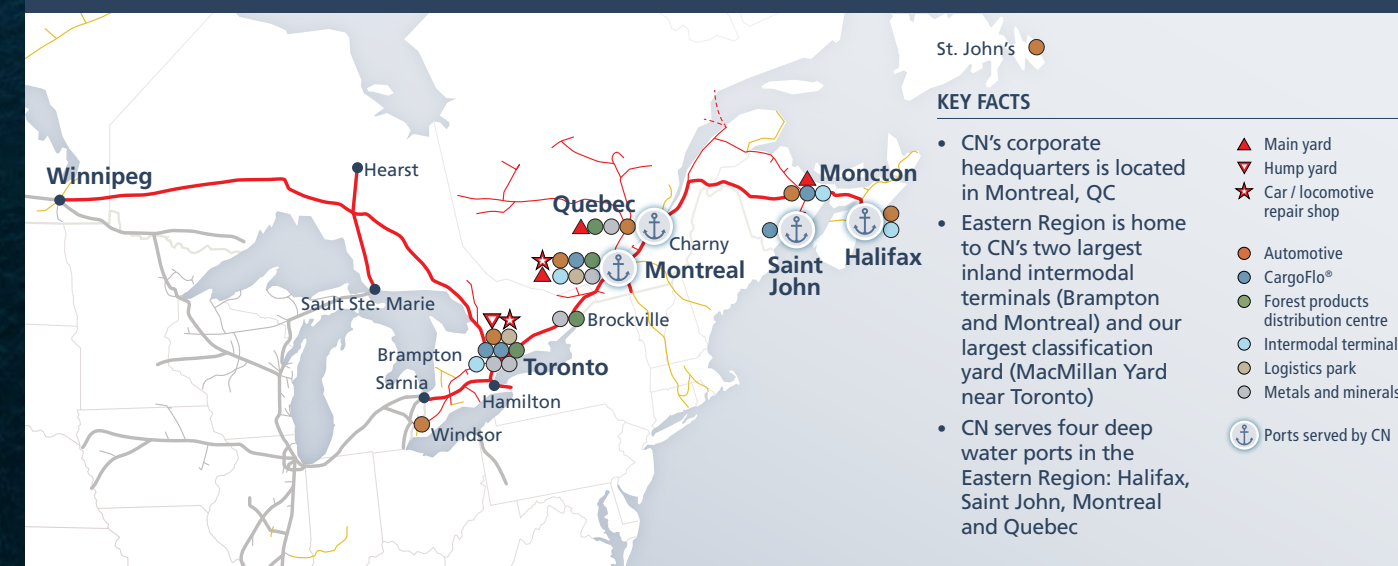 St. John's
KEY FACTS
• CN's corporate
headquarters is located
in Montreal, QC
• Eastern Region is home
to CN's two largest
inland intermodal
terminals (Brampton
and Montreal) and our
largest classification
yard (MacMillan Yard
near Toronto)
• CN serves four deep
water ports in the
Eastern Region: Halifax,
Saint John, Montreal
and Quebec
Main yard
Hump yard
Car / locomotive
repair shop
Automotive
CargoFlo®
Forest products
distribution centre
Intermodal terminal
Logistics park
Metals and minerals
Ports served by CN
Winnipeg
Hearst
Sault Ste. Marie
Quebec
Charny
Montreal
Moncton
Saint
John
Halifax
Brockville
Brampton
Toronto
Sarnia
Hamilton
Windsor